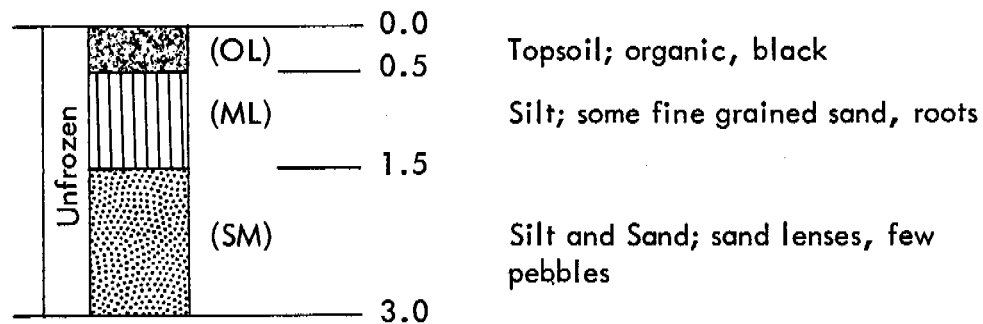 0.0
(OL)
Topsoil; organic, black
0.5
(ML)
Silt; some fine grained sand, roots
Unfrozen
1.5
(SM)
Silt and Sand; sand lenses, few
pebbles
3.0